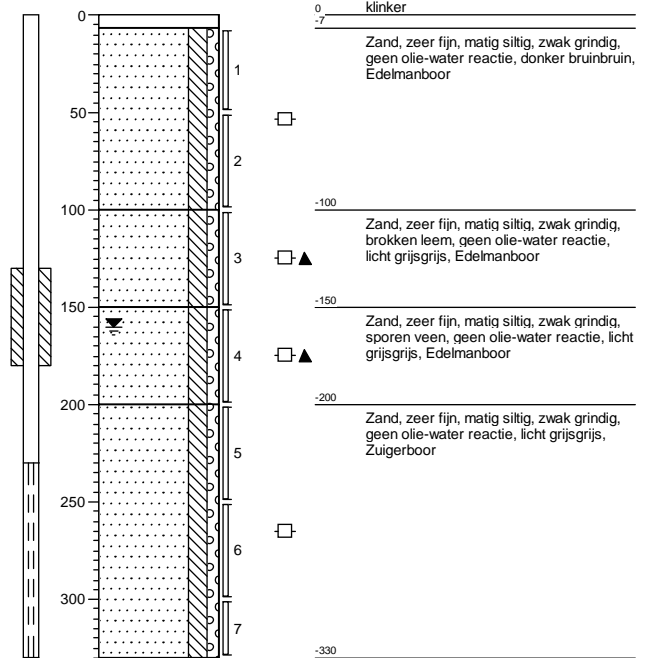 0
50
100
150
200
250
300
1
2
3
4
5
6
7
0
klinker
-7
Zand, zeer fijn, matig siltig, zwak grindig,
geen olie-water reactie, donker bruinbruin,
Edelmanboor
-100
Zand, zeer fijn, matig siltig, zwak grindig,
brokken leem, geen olie-water reactie,
licht grijsgrijs, Edelmanboor
-150
Zand, zeer fijn, matig siltig, zwak grindig,
sporen veen, geen olie-water reactie, licht
grijsgrijs, Edelmanboor
-200
Zand, zeer fijn, matig siltig, zwak grindig,
geen olie-water reactie, licht grijsgrijs,
Zuigerboor
-330